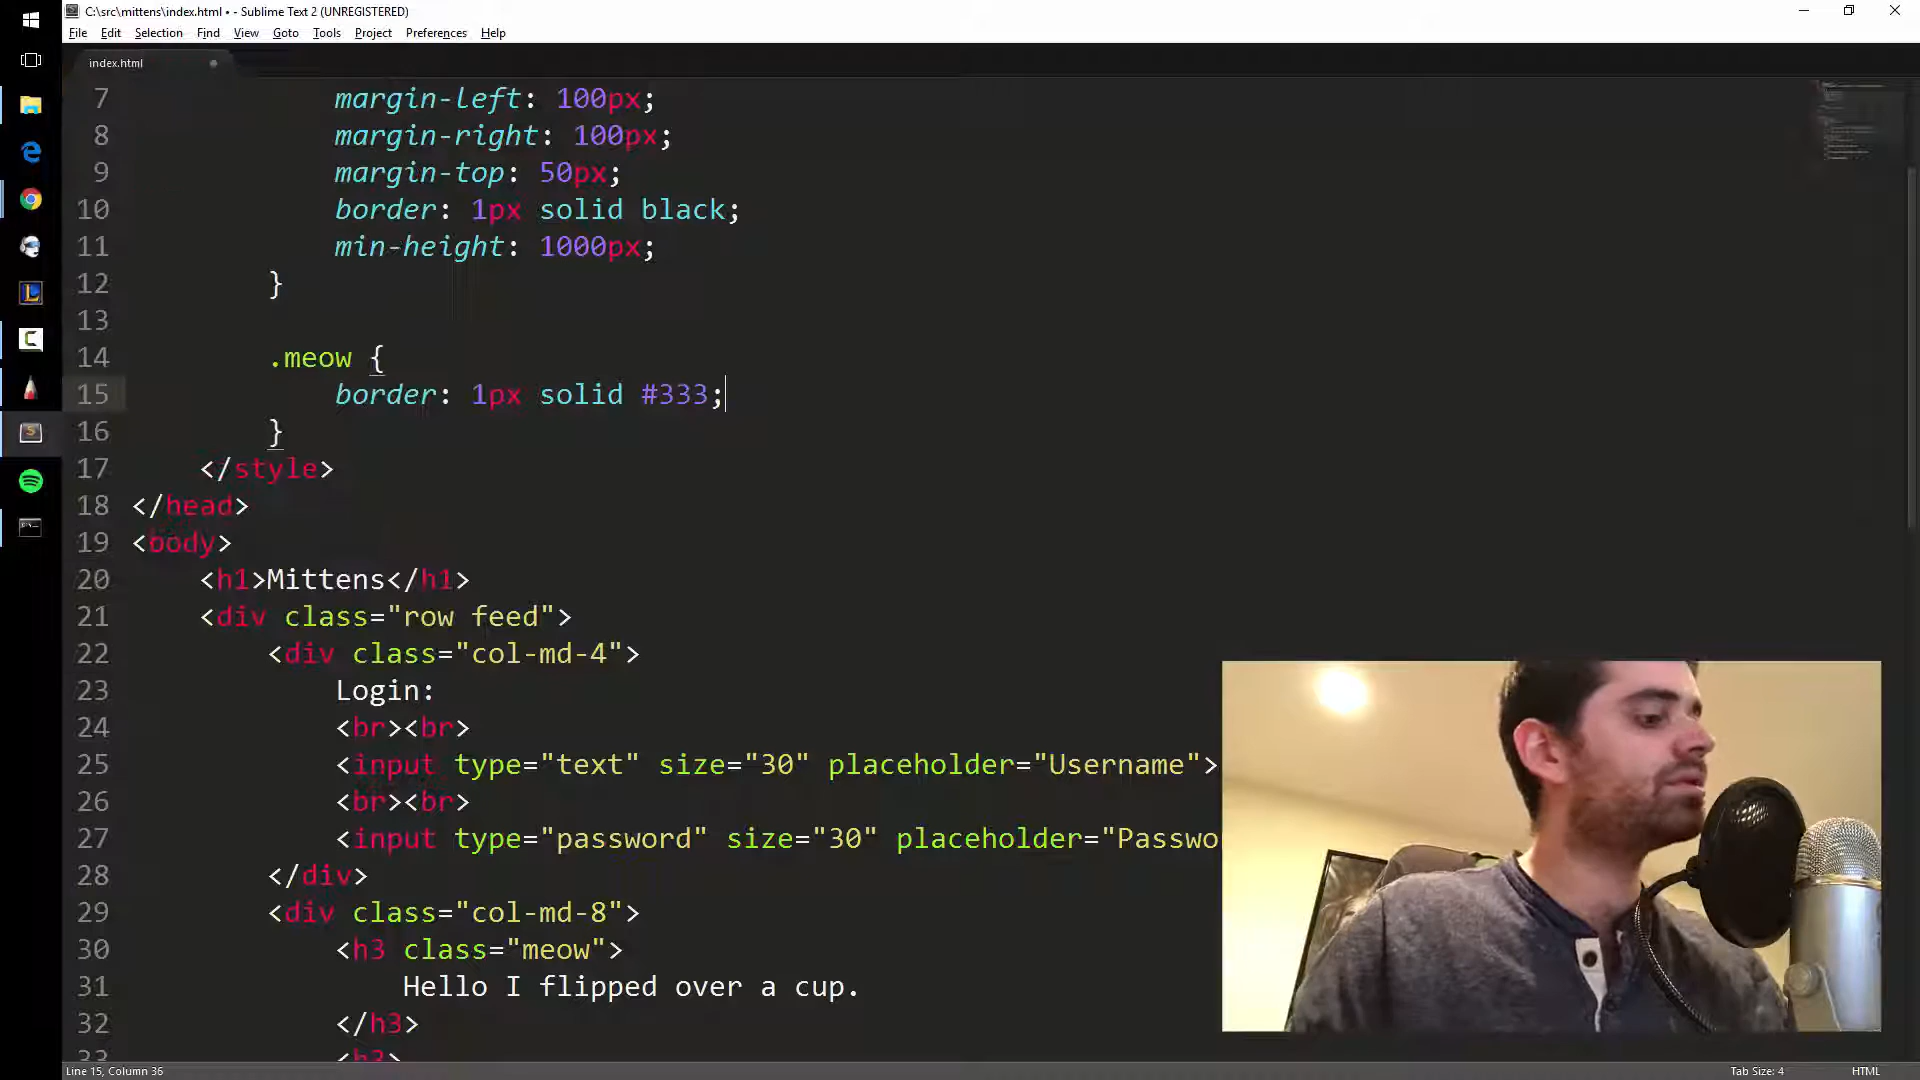 C:\src\mittens\index.html • - Sublime Text 2 (UNREGISTERED)
File Edit Selection Find View Goto Tools Project Preferences Help
index.html
7 margin-left: 100px;
8 margin-right: 100px;
9 margin-top: 50px;
10 border: 1px solid black;
11 min-height: 1000px;
12 }
13
14 .meow {
15 border: 1px solid #333;
16 }
17 </style>
18 </head>
19 <body>
20 <h1>Mittens</h1>
21 <div class="row feed">
22 <div class="col-md-4">
23 Login:
24 <br><br>
25 <input type="text" size="30" placeholder="Username">
26 <br><br>
27 <input type="password" size="30" placeholder="Passwo
28 </div>
29 <div class="col-md-8">
30 <h3 class="meow">
31 Hello I flipped over a cup.
32 </h3>
33 <h3>
Line 15, Column 36
Tab Size: 4
HTML